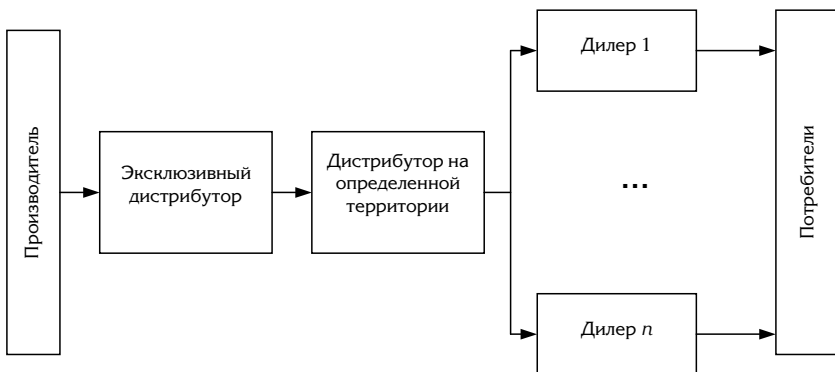 Производитель
Эксклюзивный
дистрибутор
Дистрибутор на
определенной
территории
Дилер 1
...
Дилер n
Потребители